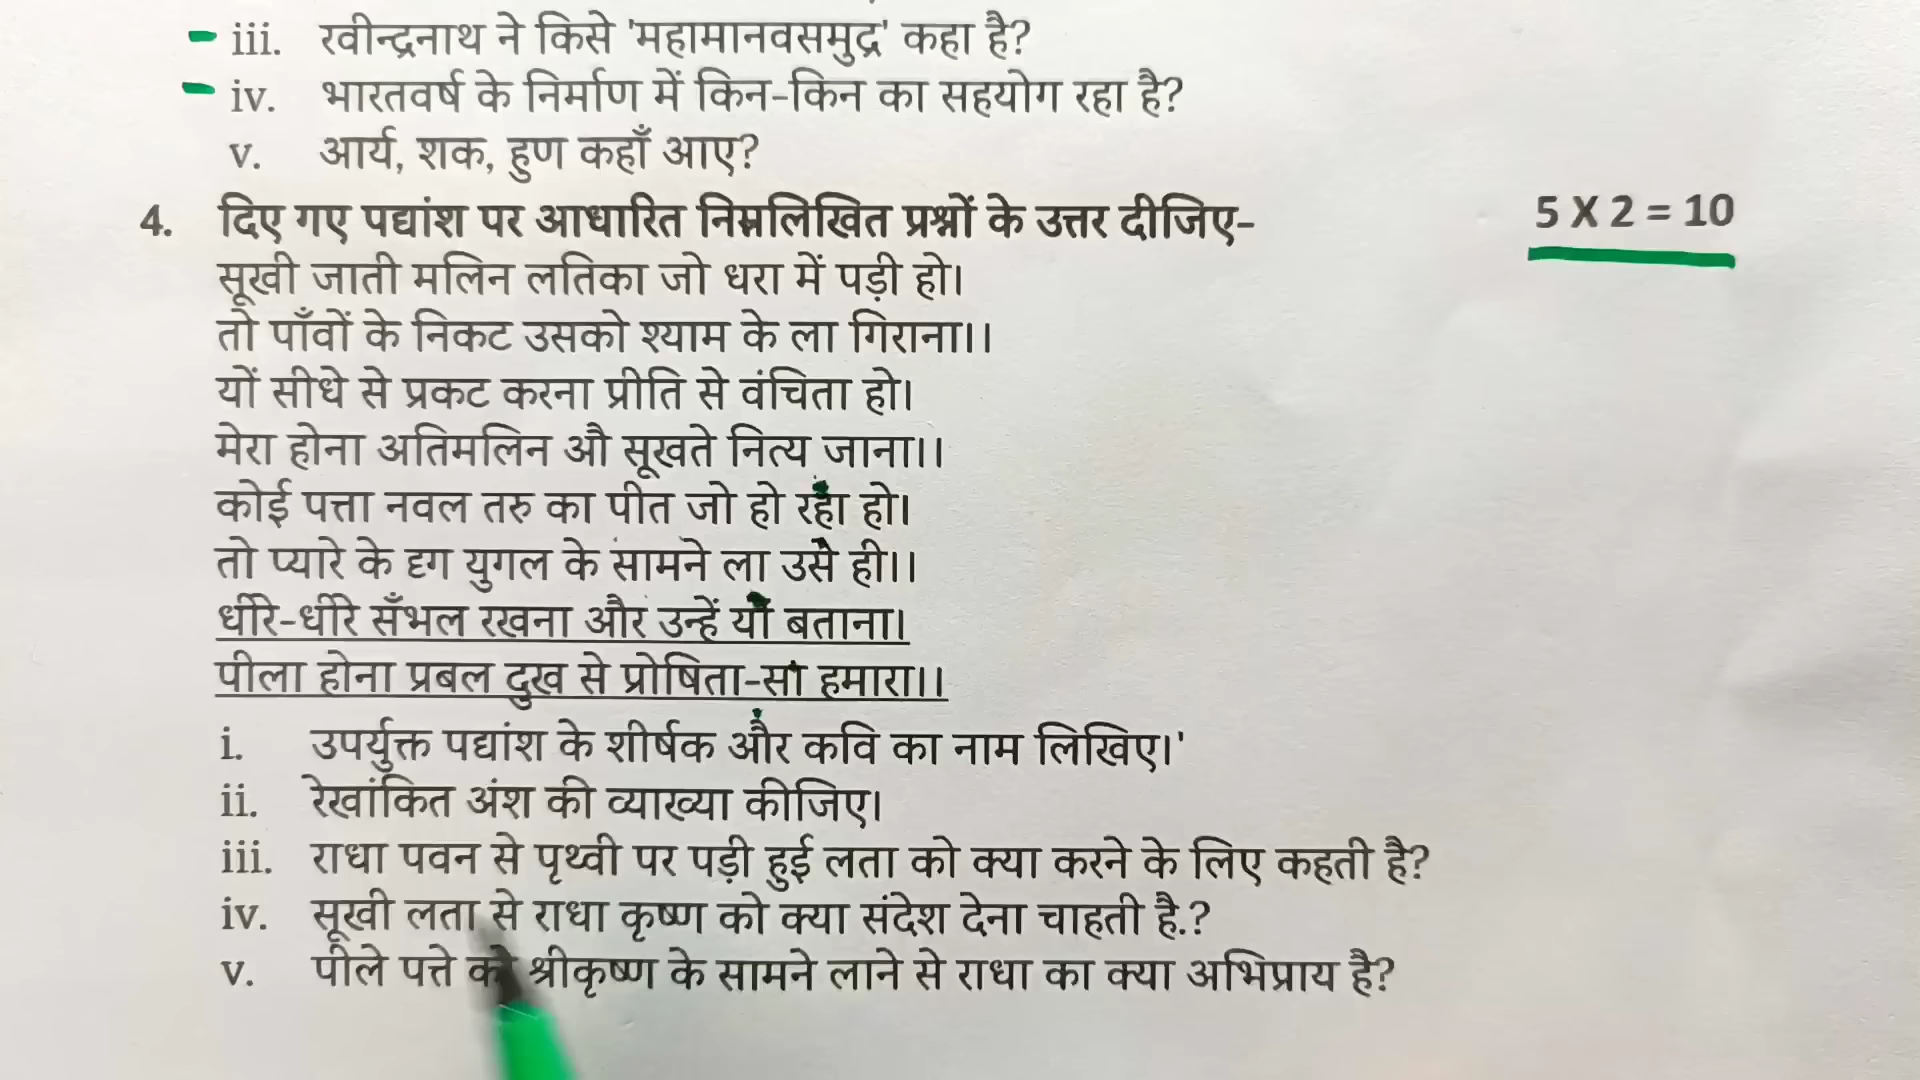 iii. रवीन्द्रनाथ ने किसे 'महामानवसमुद्र' कहा है?
iv. भारतवर्ष के निर्माण में किन-किन का सहयोग रहा है?
v. आर्य, शक, हुण कहाँ आए?
4. दिए गए पद्यांश पर आधारित निम्नलिखित प्रश्नों के उत्तर दीजिए- 5 X 2 = 10
सूखी जाती मलिन लतिका जो धरा में पड़ी हो।
तो पाँवों के निकट उसको श्याम के ला गिराना।।
यों सीधे से प्रकट करना प्रीति से वंचिता हो।
मेरा होना अतिमलिन औ सूखते नित्य जाना।।
कोई पत्ता नवल तरु का पीत जो हो रहा हो।
तो प्यारे के दृग युगल के सामने ला उसे ही।।
धीरे-धीरे सँभल रखना और उन्हें यों बताना।
पीला होना प्रबल दुख से प्रोषिता-सा हमारा।।
i. उपर्युक्त पद्यांश के शीर्षक और कवि का नाम लिखिए।'
ii. रेखांकित अंश की व्याख्या कीजिए।
iii. राधा पवन से पृथ्वी पर पड़ी हुई लता को क्या करने के लिए कहती है?
iv. सूखी लता से राधा कृष्ण को क्या संदेश देना चाहती है.?
v. पीले पत्ते को श्रीकृष्ण के सामने लाने से राधा का क्या अभिप्राय है?